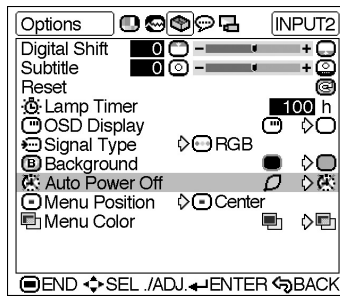 Options INPUT2
Digital Shift 0 - +
Subtitle 0 - +
Reset
Lamp Timer 100 h
OSD Display
Signal Type RGB
B Background
Auto Power Off
Menu Position Center
Menu Color
END SEL ./ADJ. ENTER BACK